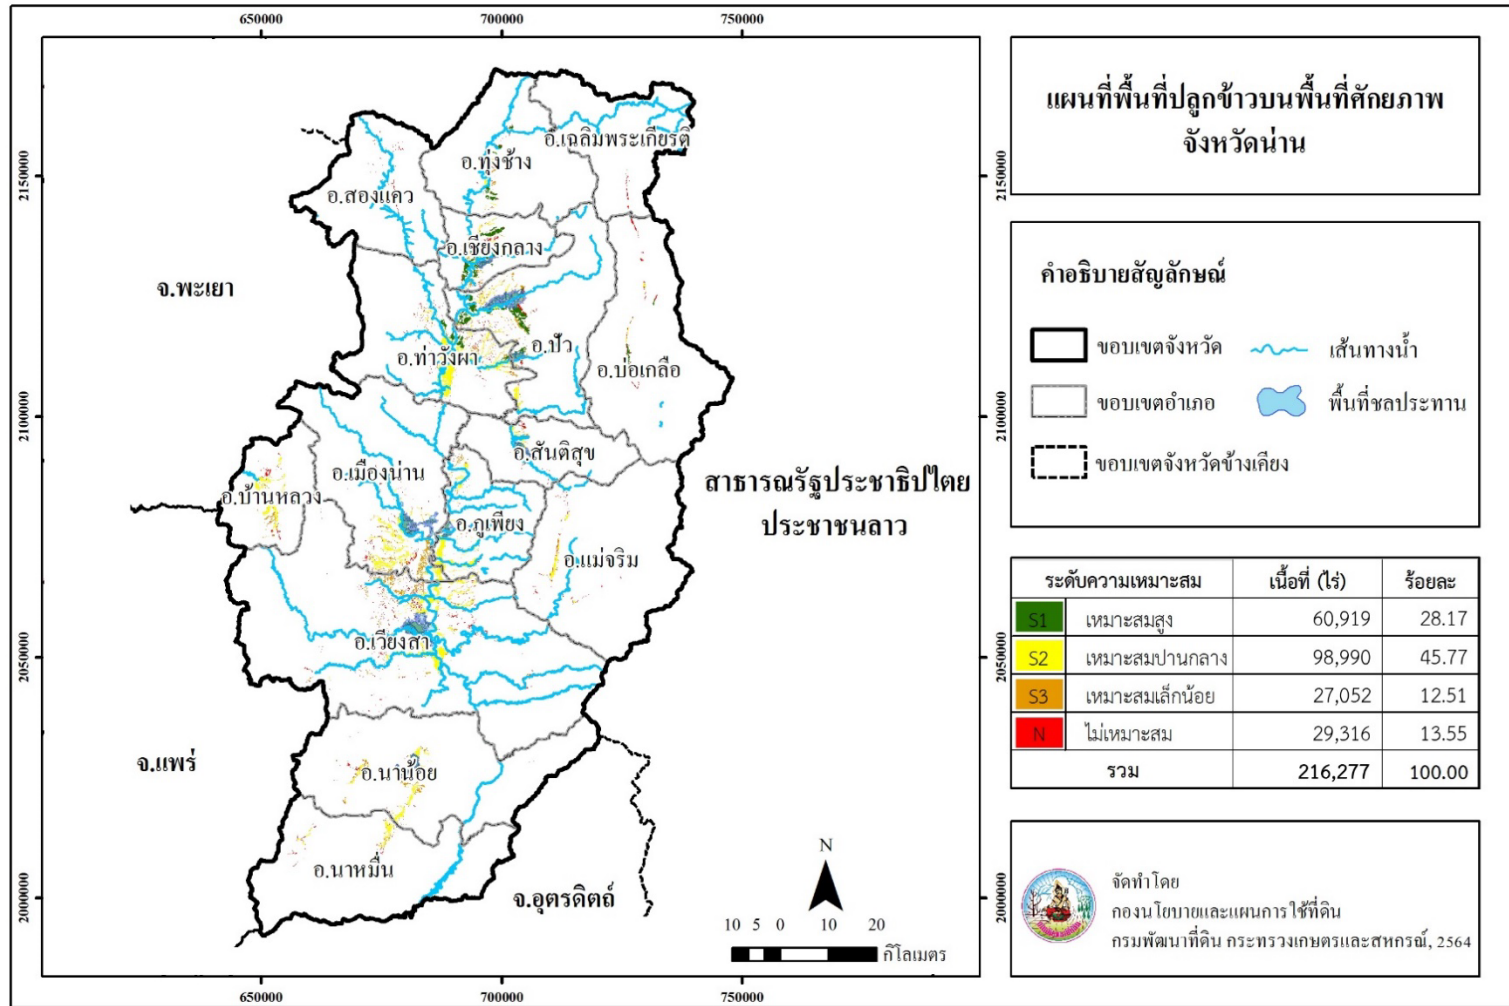 650000
700000
750000
2150000
2100000
2050000
2000000
2150000
2100000
2050000
2000000
650000
700000
750000
อ.เฉลิมพระเกียรติ
อ.ทุ่งช้าง
อ.สองแคว
อ.เชียงกลาง
จ.พะเยา
อ.ปัว
อ.ท่าวังผา
อ.บ่อเกลือ
อ.สันติสุข
อ.เมืองน่าน
อ.บ้านหลวง
อ.ภูเพียง
อ.แม่จริม
สาธารณรัฐประชาธิปไตย
ประชาชนลาว
อ.เวียงสา
จ.แพร่
อ.นาน้อย
อ.นาหมื่น
จ.อุตรดิตถ์
N
10 5 0 10 20
กิโลเมตร
แผนที่พื้นที่ปลูกข้าวบนพื้นที่ศักยภาพ
จังหวัดน่าน
คำอธิบายสัญลักษณ์
ขอบเขตจังหวัด เส้นทางน้ำ
ขอบเขตอำเภอ พื้นที่ชลประทาน
ขอบเขตจังหวัดข้างเคียง
ระดับความเหมาะสม เนื้อที่ (ไร่) ร้อยละ
S1 เหมาะสมสูง 60,919 28.17
S2 เหมาะสมปานกลาง 98,990 45.77
S3 เหมาะสมเล็กน้อย 27,052 12.51
N ไม่เหมาะสม 29,316 13.55
รวม 216,277 100.00
จัดทำโดย
กองนโยบายและแผนการใช้ที่ดิน
กรมพัฒนาที่ดิน กระทรวงเกษตรและสหกรณ์, 2564